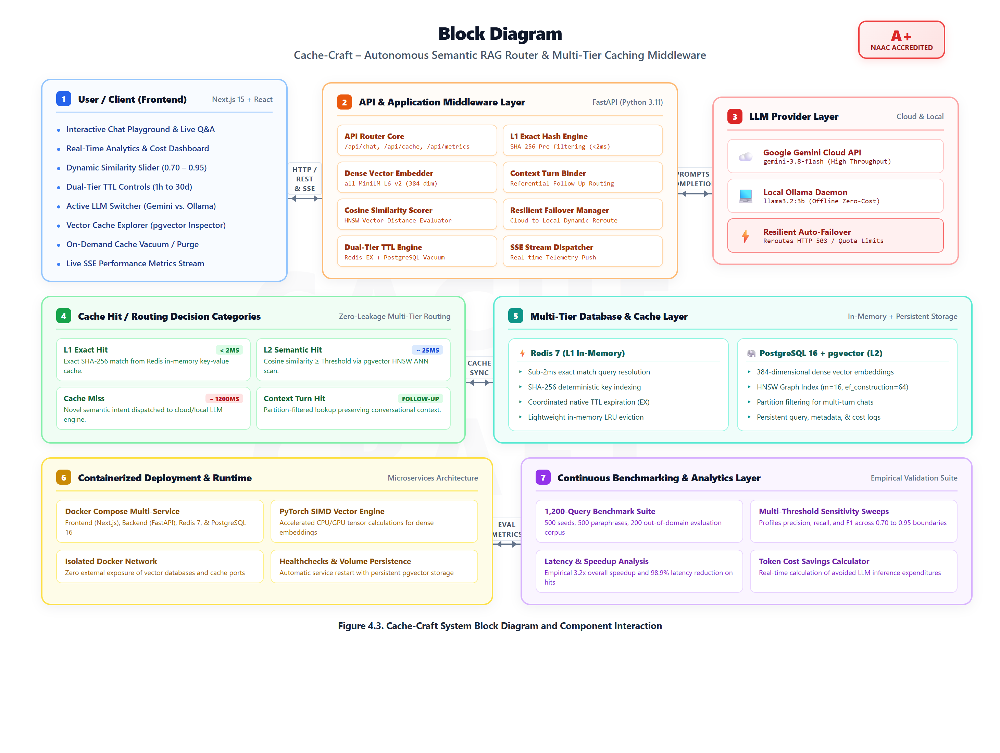 Block Diagram
Cache-Craft – Autonomous Semantic RAG Router & Multi-Tier Caching Middleware
A+
NAAC ACCREDITED
1 User / Client (Frontend) Next.js 15 + React
Interactive Chat Playground & Live Q&A
Real-Time Analytics & Cost Dashboard
Dynamic Similarity Slider (0.70 – 0.95)
Dual-Tier TTL Controls (1h to 30d)
Active LLM Switcher (Gemini vs. Ollama)
Vector Cache Explorer (pgvector Inspector)
On-Demand Cache Vacuum / Purge
Live SSE Performance Metrics Stream
HTTP /
REST
& SSE
2 API & Application Middleware Layer FastAPI (Python 3.11)
API Router Core
/api/chat, /api/cache, /api/metrics
L1 Exact Hash Engine
SHA-256 Pre-filtering (<2ms)
Dense Vector Embedder
all-MiniLM-L6-v2 (384-dim)
Context Turn Binder
Referential Follow-Up Routing
Cosine Similarity Scorer
HNSW Vector Distance Evaluator
Resilient Failover Manager
Cloud-to-Local Dynamic Reroute
Dual-Tier TTL Engine
Redis EX + PostgreSQL Vacuum
SSE Stream Dispatcher
Real-time Telemetry Push
PROMPTS
3 LLM Provider Layer Cloud & Local
Google Gemini Cloud API
gemini-3.8-flash (High Throughput)
Local Ollama Daemon
llama3.2:3b (Offline Zero-Cost)
Resilient Auto-Failover
Reroutes HTTP 503 / Quota Limits
4 Cache Hit / Routing Decision Categories Zero-Leakage Multi-Tier Routing
L1 Exact Hit < 2MS
Exact SHA-256 match from Redis in-memory key-value
cache.
L2 Semantic Hit ~ 25MS
Cosine similarity ≥ Threshold via pgvector HNSW ANN
scan.
Cache Miss ~ 1200MS
Novel semantic intent dispatched to cloud/local LLM
engine.
Context Turn Hit FOLLOW-UP
Partition-filtered lookup preserving conversational context.
CACHE
SYNC
5 Multi-Tier Database & Cache Layer In-Memory + Persistent Storage
Redis 7 (L1 In-Memory)
Sub-2ms exact match query resolution
SHA-256 deterministic key indexing
Coordinated native TTL expiration (EX)
Lightweight in-memory LRU eviction
PostgreSQL 16 + pgvector (L2)
384-dimensional dense vector embeddings
HNSW Graph Index (m=16, ef_construction=64)
Partition filtering for multi-turn chats
Persistent query, metadata, & cost logs
6 Containerized Deployment & Runtime Microservices Architecture
Docker Compose Multi-Service
Frontend (Next.js), Backend (FastAPI), Redis 7, & PostgreSQL
16
PyTorch SIMD Vector Engine
Accelerated CPU/GPU tensor calculations for dense
embeddings
Isolated Docker Network
Zero external exposure of vector databases and cache ports
Healthchecks & Volume Persistence
Automatic service restart with persistent pgvector storage
EVAL
METRICS
7 Continuous Benchmarking & Analytics Layer Empirical Validation Suite
1,200-Query Benchmark Suite
500 seeds, 500 paraphrases, 200 out-of-domain evaluation
corpus
Multi-Threshold Sensitivity Sweeps
Profiles precision, recall, and F1 across 0.70 to 0.95 boundaries
Latency & Speedup Analysis
Empirical 3.2x overall speedup and 98.9% latency reduction on
hits
Token Cost Savings Calculator
Real-time calculation of avoided LLM inference expenditures
Figure 4.3. Cache-Craft System Block Diagram and Component Interaction